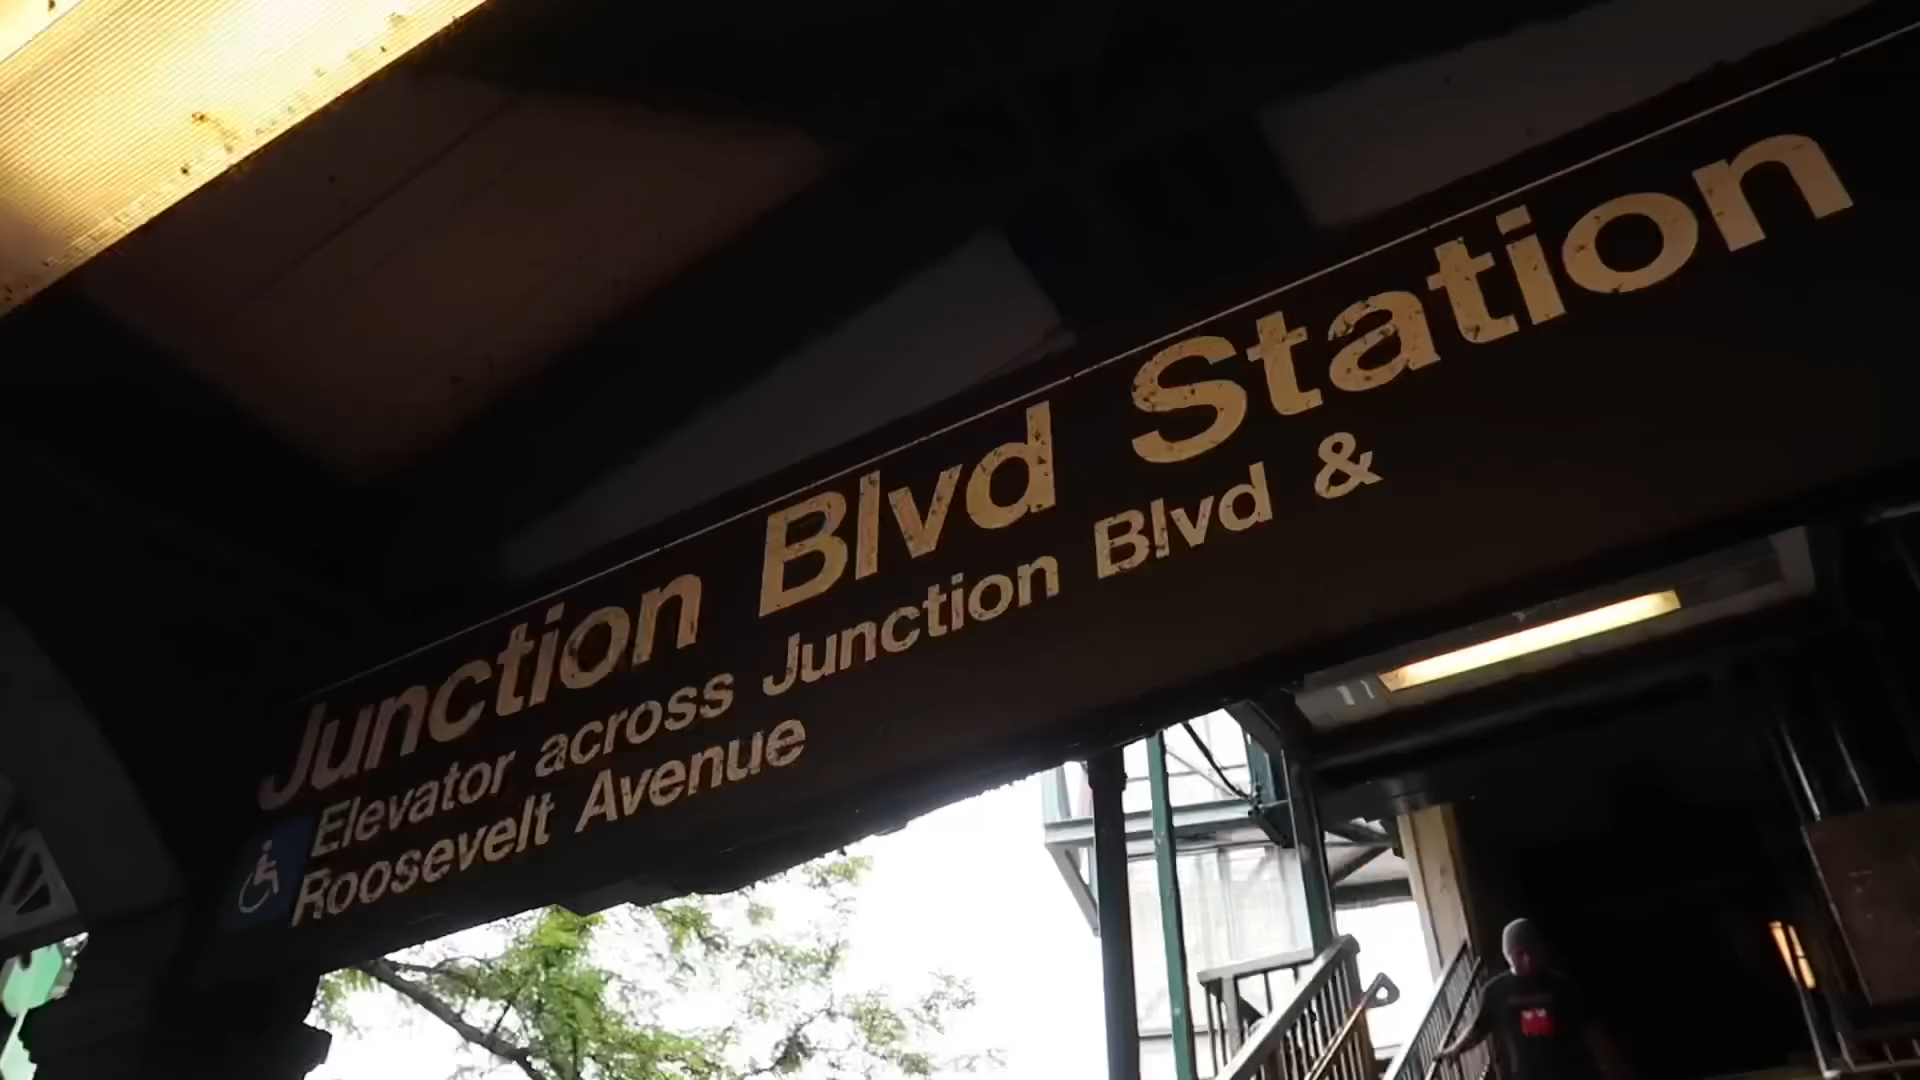 Junction Blvd Station
Elevator across Junction Blvd &
Roosevelt Avenue